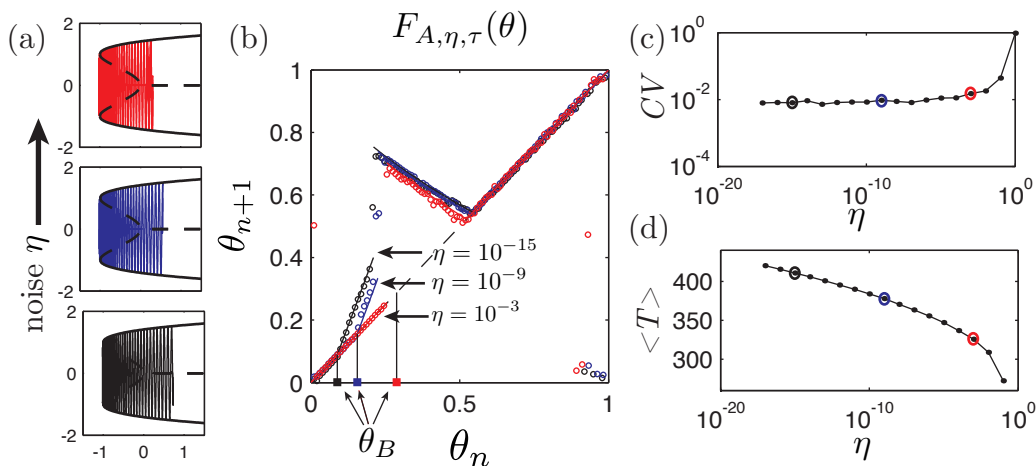 (a)
noise η
2
0
-2
2
0
-2
2
0
-2
-1 0 1
(b)
F_{A,η,τ}(θ)
1
0.8
0.6
0.4
0.2
0
0 0.5 1
θ_{n+1}
θ_n
θ_B
η = 10^{-15}
η = 10^{-9}
η = 10^{-3}
(c)
10^0
10^{-2}
10^{-4}
CV
10^{-20} 10^{-10} 10^0
η
(d)
400
350
300
<T>
10^{-20} 10^{-10} 10^0
η